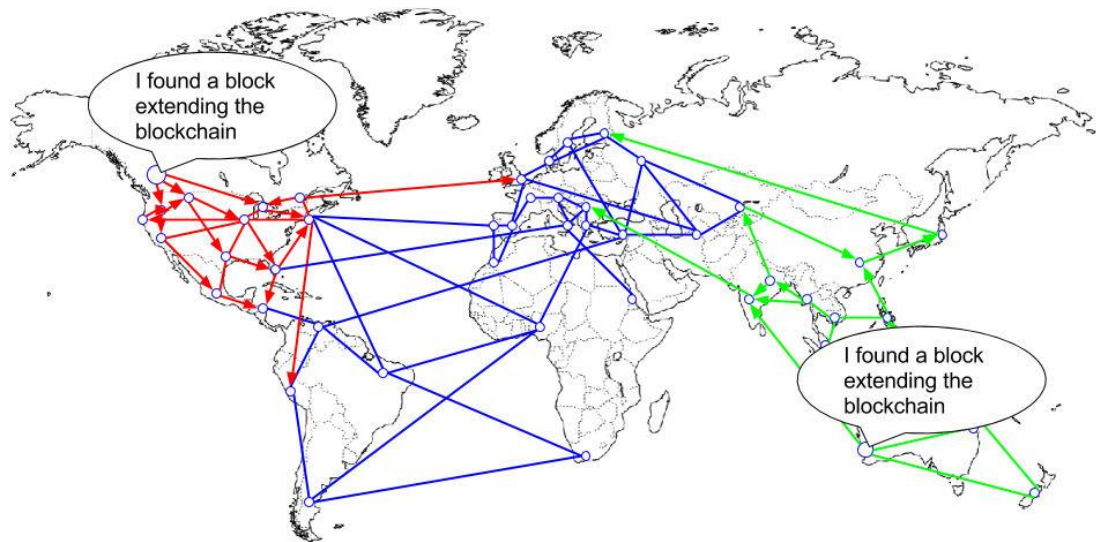 I found a block
extending the
blockchain
I found a block
extending the
blockchain